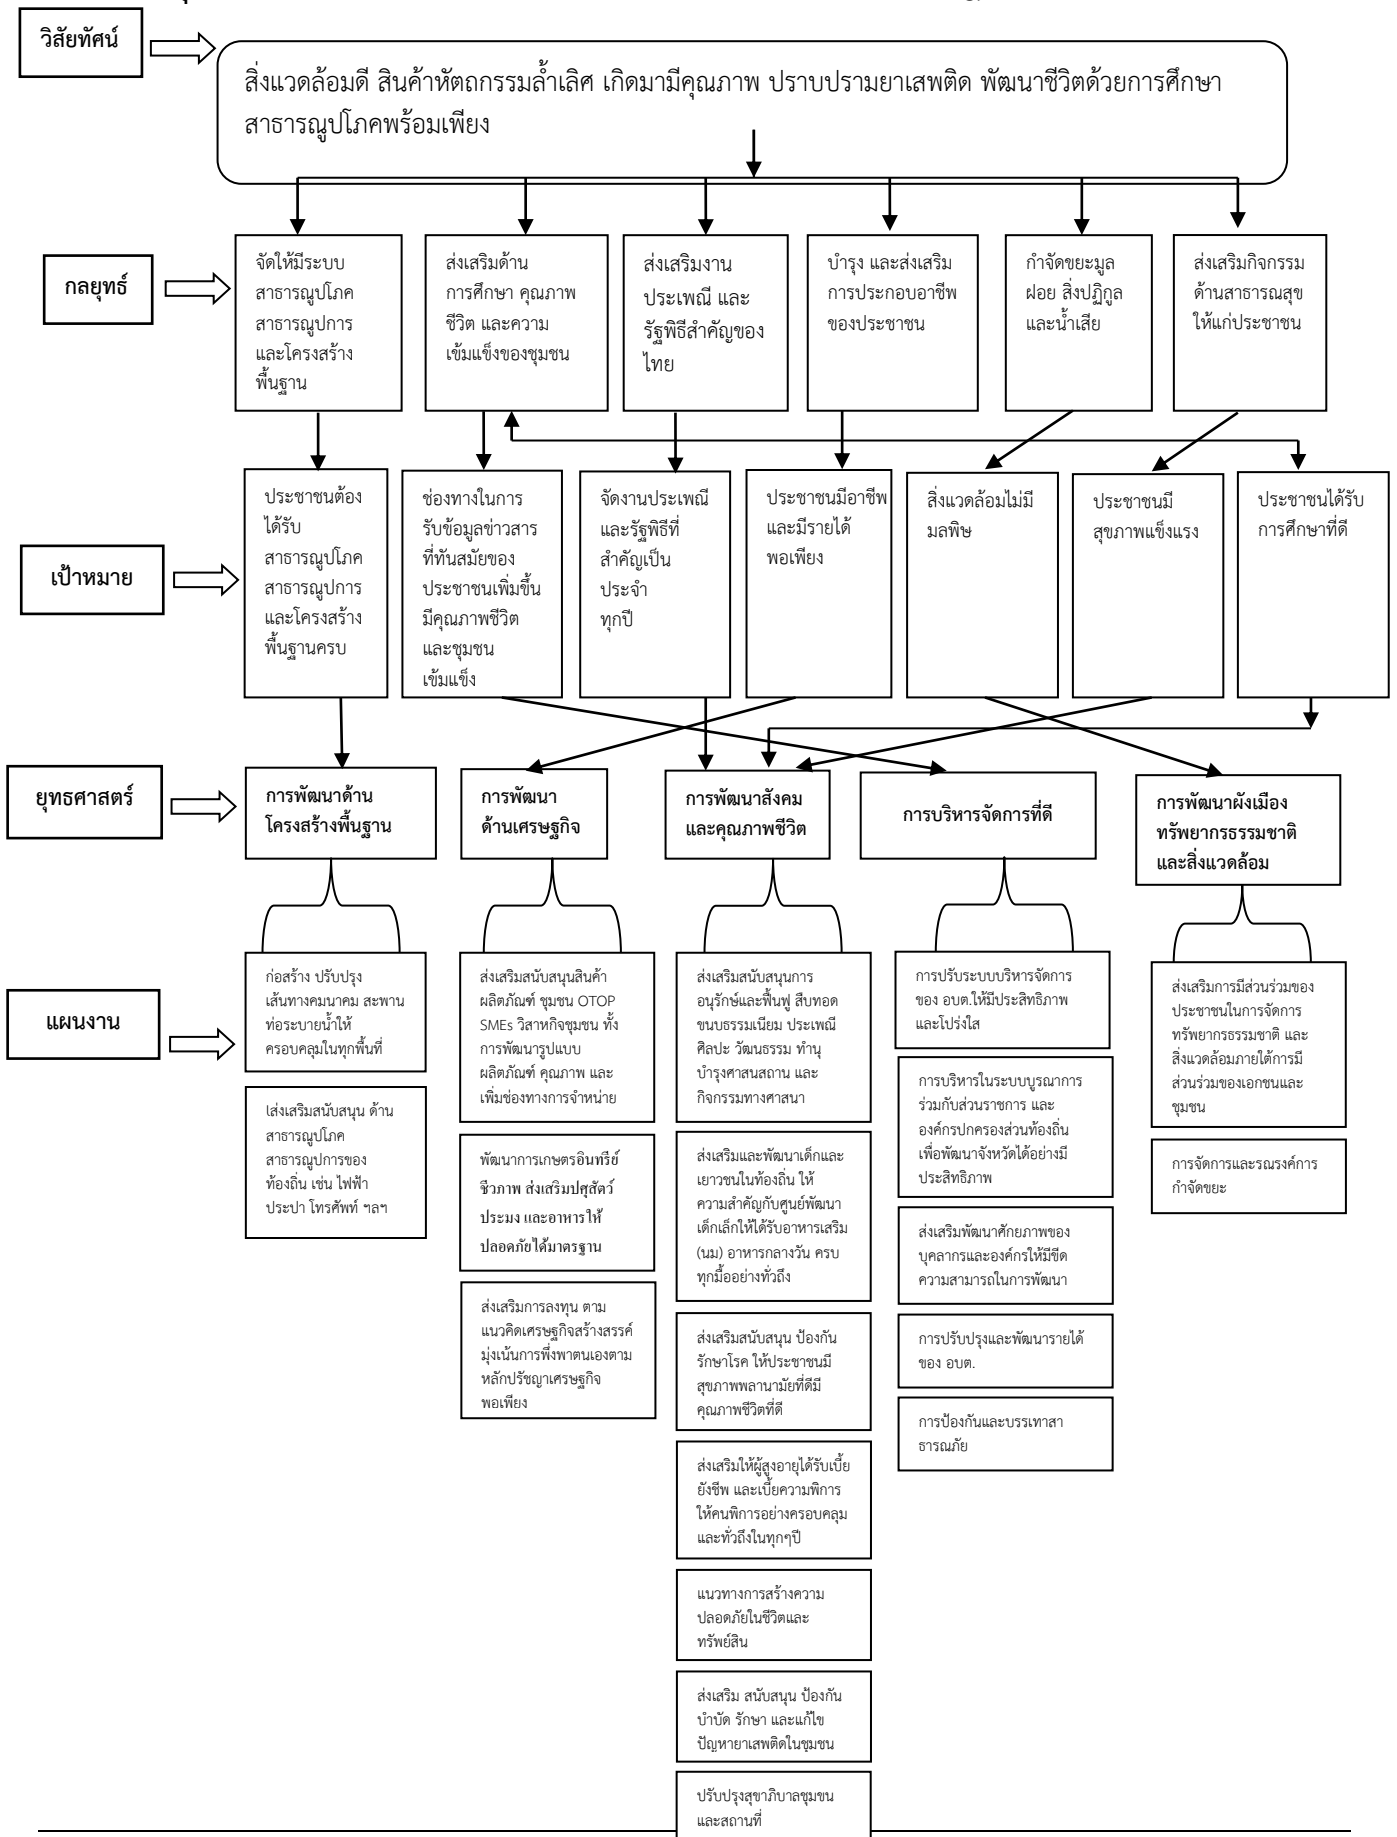 วิสัยทัศน์
สิ่งแวดล้อมดี สินค้าหัตถกรรมล้ำเลิศ เกิดมามีคุณภาพ ปราบปรามยาเสพติด พัฒนาชีวิตด้วยการศึกษา
สาธารณูปโภคพร้อมเพียง
กลยุทธ์
จัดให้มีระบบ
สาธารณูปโภค
สาธารณูปการ
และโครงสร้าง
พื้นฐาน
ส่งเสริมด้าน
การศึกษา คุณภาพ
ชีวิต และความ
เข้มแข็งของชุมชน
ส่งเสริมงาน
ประเพณี และ
รัฐพิธีสำคัญของ
ไทย
บำรุง และส่งเสริม
การประกอบอาชีพ
ของประชาชน
กำจัดขยะมูล
ฝอย สิ่งปฏิกูล
และน้ำเสีย
ส่งเสริมกิจกรรม
ด้านสาธารณสุข
ให้แก่ประชาชน
เป้าหมาย
ประชาชนต้อง
ได้รับ
สาธารณูปโภค
สาธารณูปการ
และโครงสร้าง
พื้นฐานครบ
ช่องทางในการ
รับข้อมูลข่าวสาร
ที่ทันสมัยของ
ประชาชนเพิ่มขึ้น
มีคุณภาพชีวิต
และชุมชน
เข้มแข็ง
จัดงานประเพณี
และรัฐพิธีที่
สำคัญเป็น
ประจำ
ทุกปี
ประชาชนมีอาชีพ
และมีรายได้
พอเพียง
สิ่งแวดล้อมไม่มี
มลพิษ
ประชาชนมี
สุขภาพแข็งแรง
ประชาชนได้รับ
การศึกษาที่ดี
ยุทธศาสตร์
การพัฒนาด้าน
โครงสร้างพื้นฐาน
การพัฒนา
ด้านเศรษฐกิจ
การพัฒนาสังคม
และคุณภาพชีวิต
การบริหารจัดการที่ดี
การพัฒนาผังเมือง
ทรัพยากรธรรมชาติ
และสิ่งแวดล้อม
แผนงาน
ก่อสร้าง ปรับปรุง
เส้นทางคมนาคม สะพาน
ท่อระบายน้ำให้
ครอบคลุมในทุกพื้นที่
เส่งเสริมสนับสนุน ด้าน
สาธารณูปโภค
สาธารณูปการของ
ท้องถิ่น เช่น ไฟฟ้า
ประปา โทรศัพท์ ฯลฯ
ส่งเสริมสนับสนุนสินค้า
ผลิตภัณฑ์ ชุมชน OTOP
SMEs วิสาหกิจชุมชน ทั้ง
การพัฒนารูปแบบ
ผลิตภัณฑ์ คุณภาพ และ
เพิ่มช่องทางการจำหน่าย
พัฒนาการเกษตรอินทรีย์
ชีวภาพ ส่งเสริมปศุสัตว์
ประมง และอาหารให้
ปลอดภัยได้มาตรฐาน
ส่งเสริมการลงทุน ตาม
แนวคิดเศรษฐกิจสร้างสรรค์
มุ่งเน้นการพึ่งพาตนเองตาม
หลักปรัชญาเศรษฐกิจ
พอเพียง
ส่งเสริมสนับสนุนการ
อนุรักษ์และฟื้นฟู สืบทอด
ขนบธรรมเนียม ประเพณี
ศิลปะ วัฒนธรรม ทำนุ
บำรุงศาสนสถาน และ
กิจกรรมทางศาสนา
ส่งเสริมและพัฒนาเด็กและ
เยาวชนในท้องถิ่น ให้
ความสำคัญกับศูนย์พัฒนา
เด็กเล็กให้ได้รับอาหารเสริม
(นม) อาหารกลางวัน ครบ
ทุกมื้ออย่างทั่วถึง
ส่งเสริมสนับสนุน ป้องกัน
รักษาโรค ให้ประชาชนมี
สุขภาพพลานามัยที่ดีมี
คุณภาพชีวิตที่ดี
ส่งเสริมให้ผู้สูงอายุได้รับเบี้ย
ยังชีพ และเบี้ยความพิการ
ให้คนพิการอย่างครอบคลุม
และทั่วถึงในทุกๆปี
แนวทางการสร้างความ
ปลอดภัยในชีวิตและ
ทรัพย์สิน
ส่งเสริม สนับสนุน ป้องกัน
บำบัด รักษา และแก้ไข
ปัญหายาเสพติดในชุมชน
ปรับปรุงสุขาภิบาลชุมขน
และสถานที่
การปรับระบบบริหารจัดการ
ของ อบต.ให้มีประสิทธิภาพ
และโปร่งใส
การบริหารในระบบบูรณาการ
ร่วมกับส่วนราชการ และ
องค์กรปกครองส่วนท้องถิ่น
เพื่อพัฒนาจังหวัดได้อย่างมี
ประสิทธิภาพ
ส่งเสริมพัฒนาศักยภาพของ
บุคลากรและองค์กรให้มีขีด
ความสามารถในการพัฒนา
การปรับปรุงและพัฒนารายได้
ของ อบต.
การป้องกันและบรรเทาสา
ธารณภัย
ส่งเสริมการมีส่วนร่วมของ
ประชาชนในการจัดการ
ทรัพยากรธรรมชาติ และ
สิ่งแวดล้อมภายใต้การมี
ส่วนร่วมของเอกชนและ
ชุมชน
การจัดการและรณรงค์การ
กำจัดขยะ